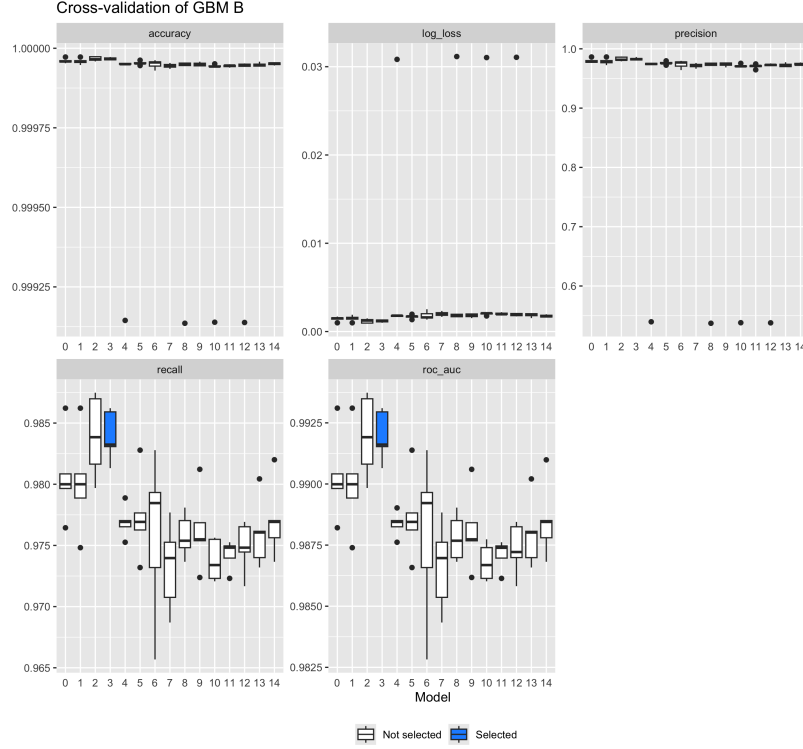 Cross-validation of GBM B
accuracy
log_loss
precision
1.00000
0.99975
0.99950
0.99925
0.03
0.02
0.01
0.00
1.0
0.9
0.8
0.7
0.6
0 1 2 3 4 5 6 7 8 9 10 11 12 13 14
0 1 2 3 4 5 6 7 8 9 10 11 12 13 14
0 1 2 3 4 5 6 7 8 9 10 11 12 13 14
recall
roc_auc
0.985
0.980
0.975
0.970
0.965
0.9925
0.9900
0.9875
0.9850
0.9825
0 1 2 3 4 5 6 7 8 9 10 11 12 13 14
0 1 2 3 4 5 6 7 8 9 10 11 12 13 14
Model
Not selected Selected